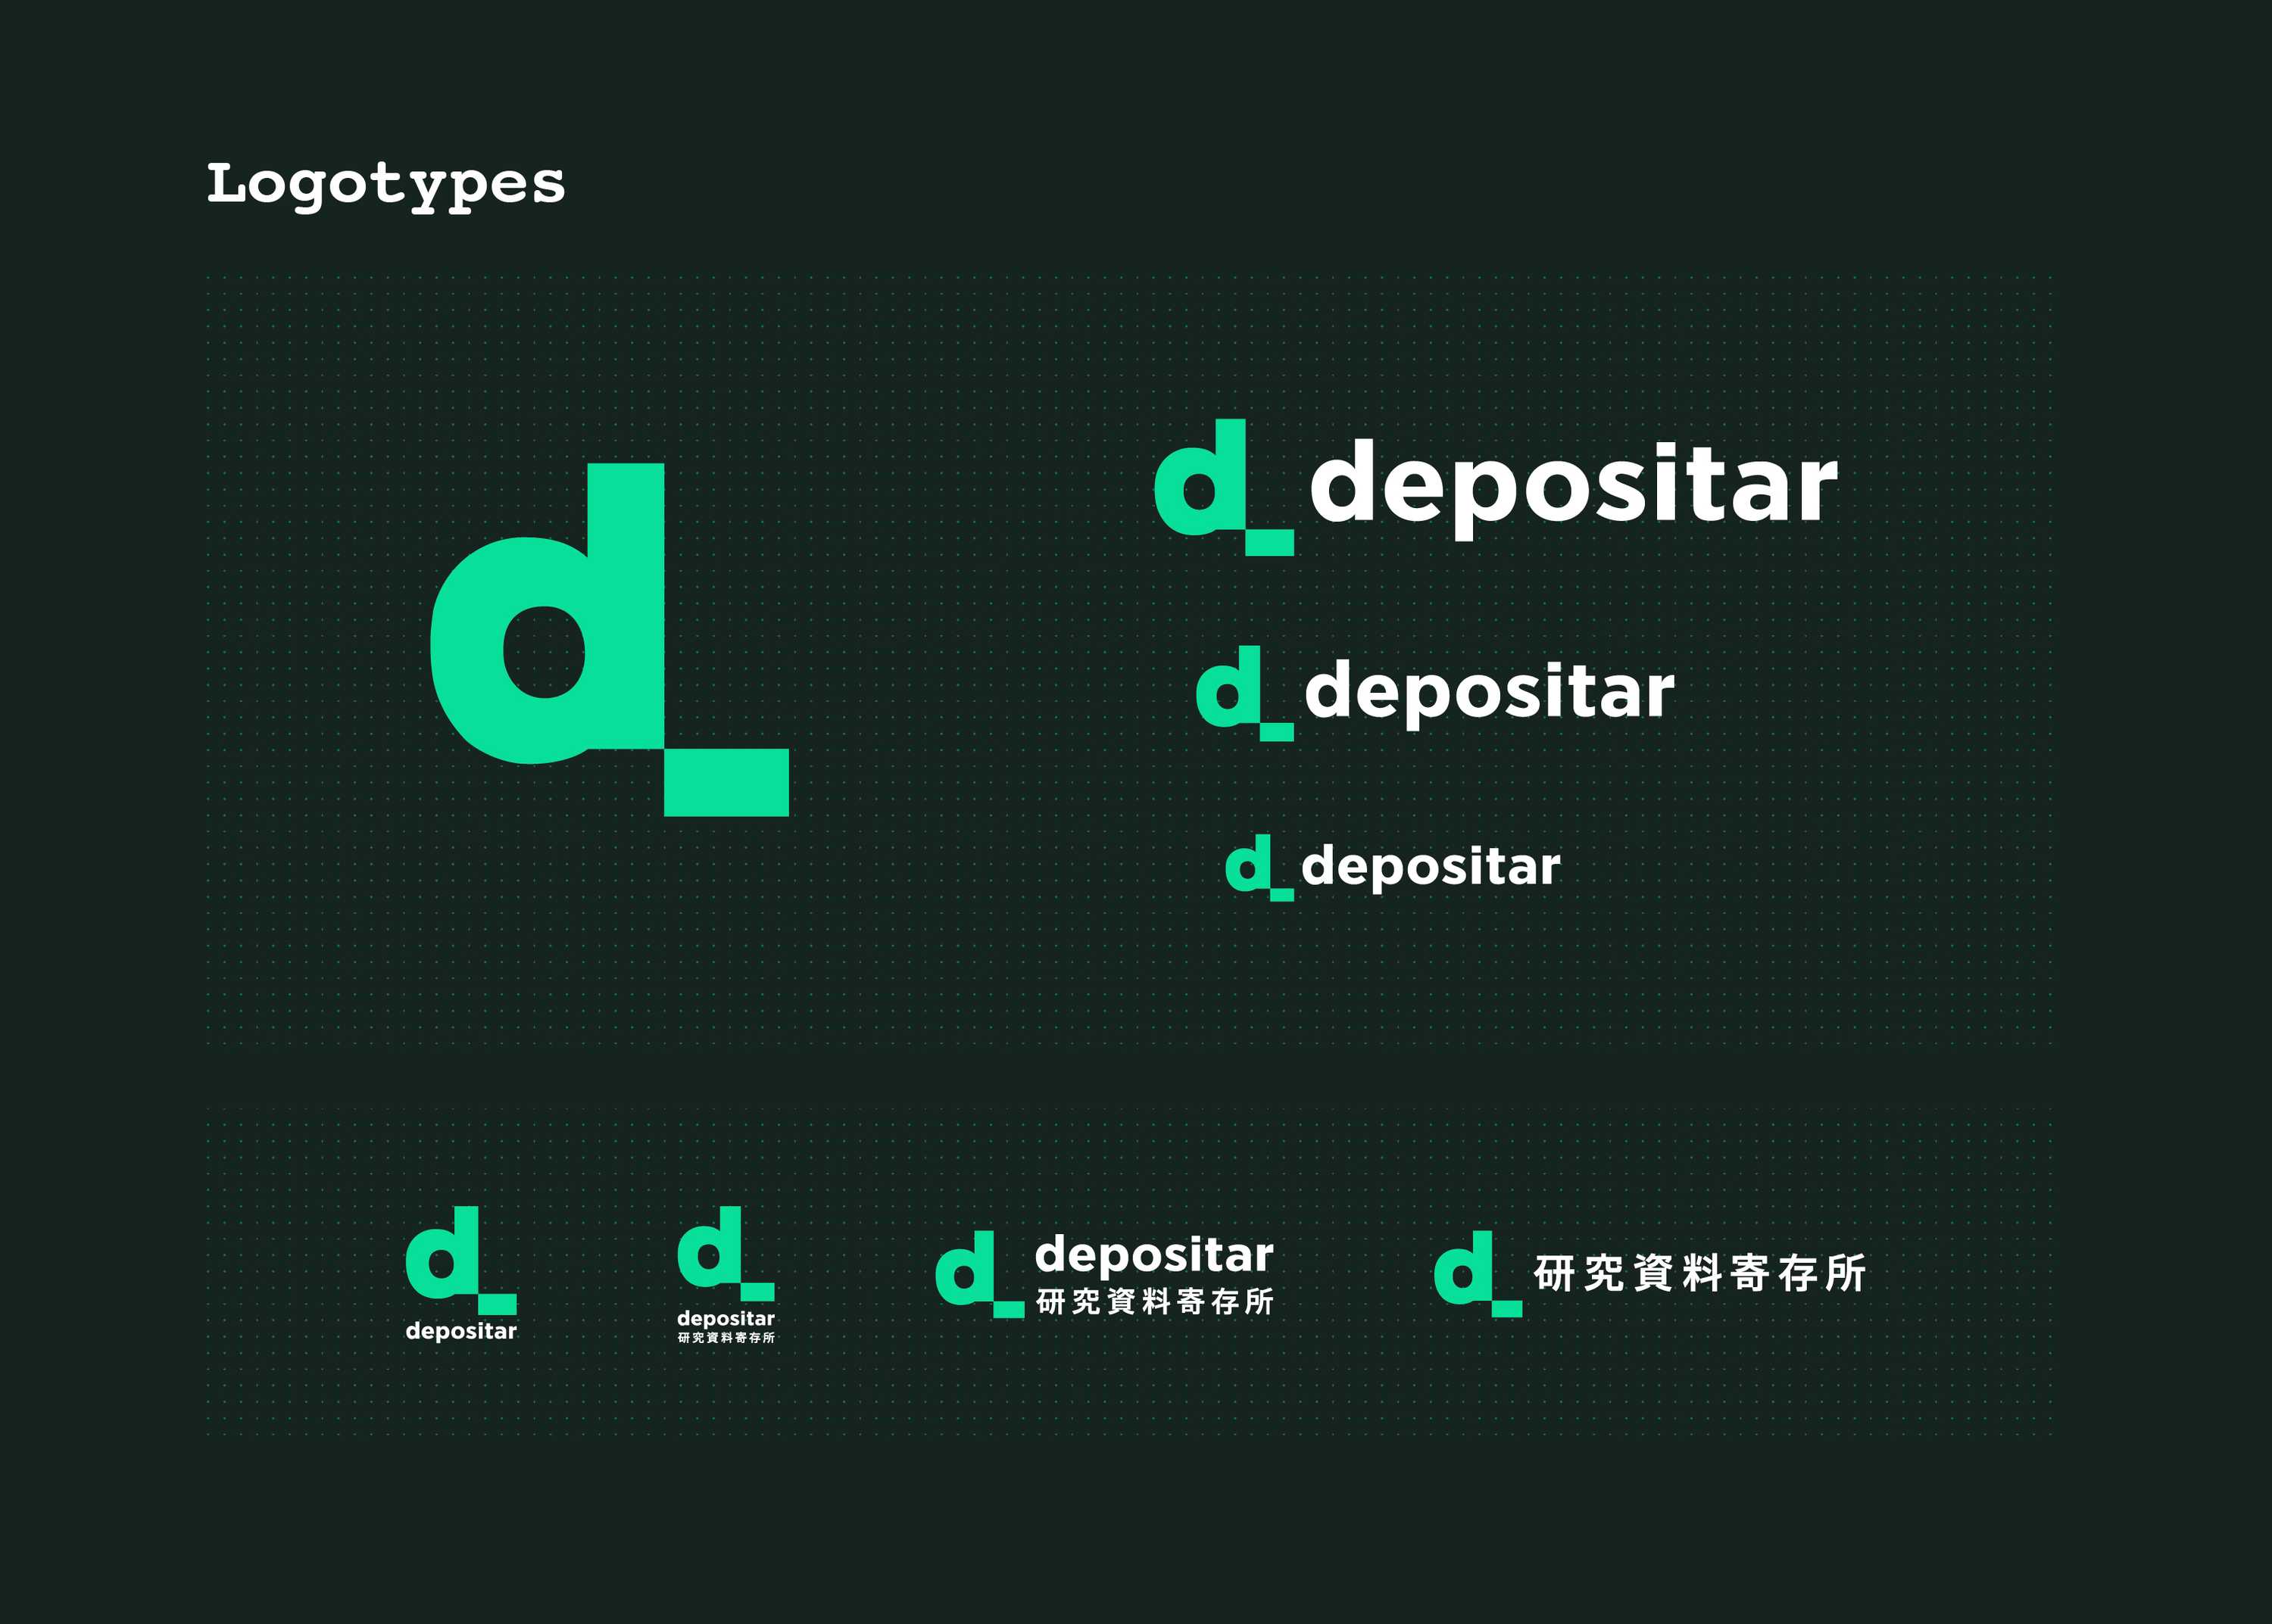 Logotypes
d_
d_ depositar
d_ depositar
d_ depositar
d_
depositar
d_
depositar
研究資料寄存所
d_ depositar
研究資料寄存所
d_ 研究資料寄存所